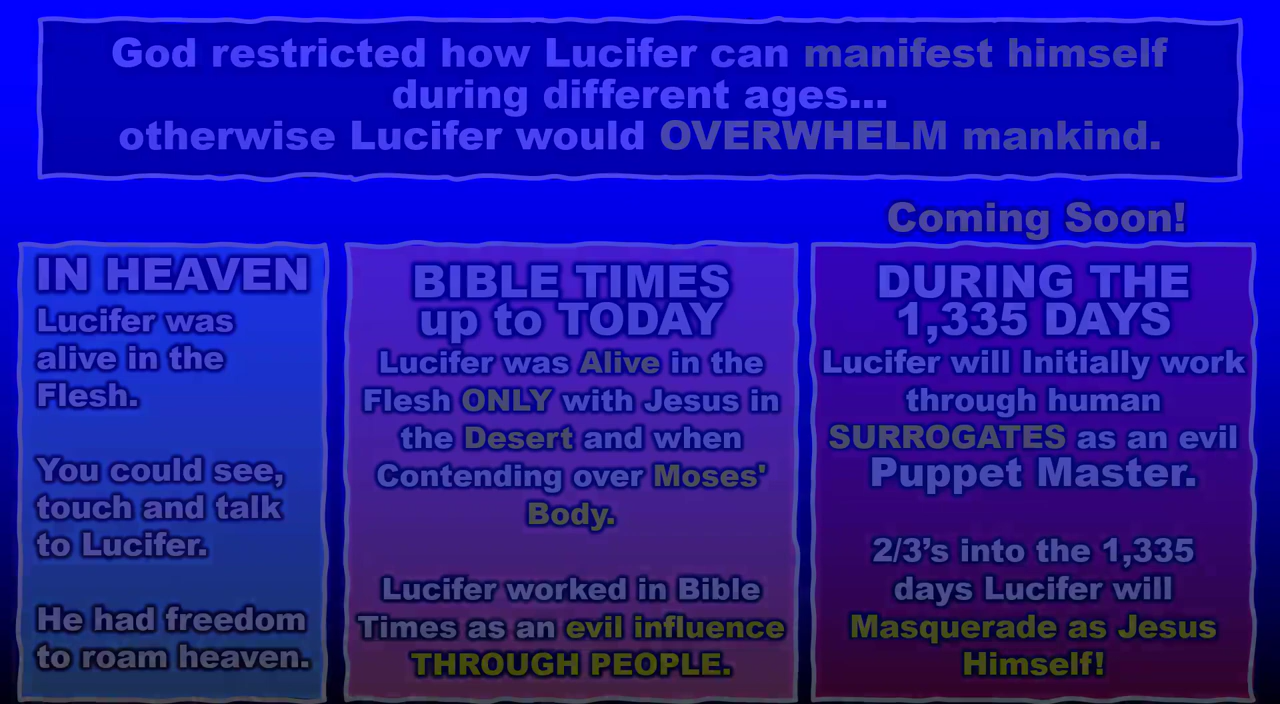 God restricted how Lucifer can manifest himself
during different ages...
otherwise Lucifer would OVERWHELM mankind.
Coming Soon!
IN HEAVEN
Lucifer was
alive in the
Flesh.
You could see,
touch and talk
to Lucifer.
He had freedom
to roam heaven.
BIBLE TIMES
up to TODAY
Lucifer was Alive in the
Flesh ONLY with Jesus in
the Desert and when
Contending over Moses'
Body.
Lucifer worked in Bible
Times as an evil influence
THROUGH PEOPLE.
DURING THE
1,335 DAYS
Lucifer will Initially work
through human
SURROGATES as an evil
Puppet Master.
2/3’s into the 1,335
days Lucifer will
Masquerade as Jesus
Himself!